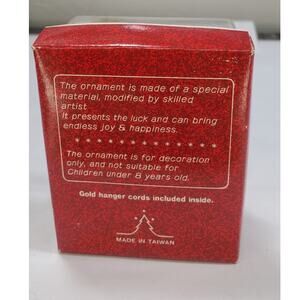 The ornament is made of a special
material, modified by skilled
artist
It presents the luck and can bring
endless joy & happiness.
The ornament is for decoration
only, and not suitable for
Children under 8 years old.
Gold hanger cords included inside.
MADE IN TAIWAN